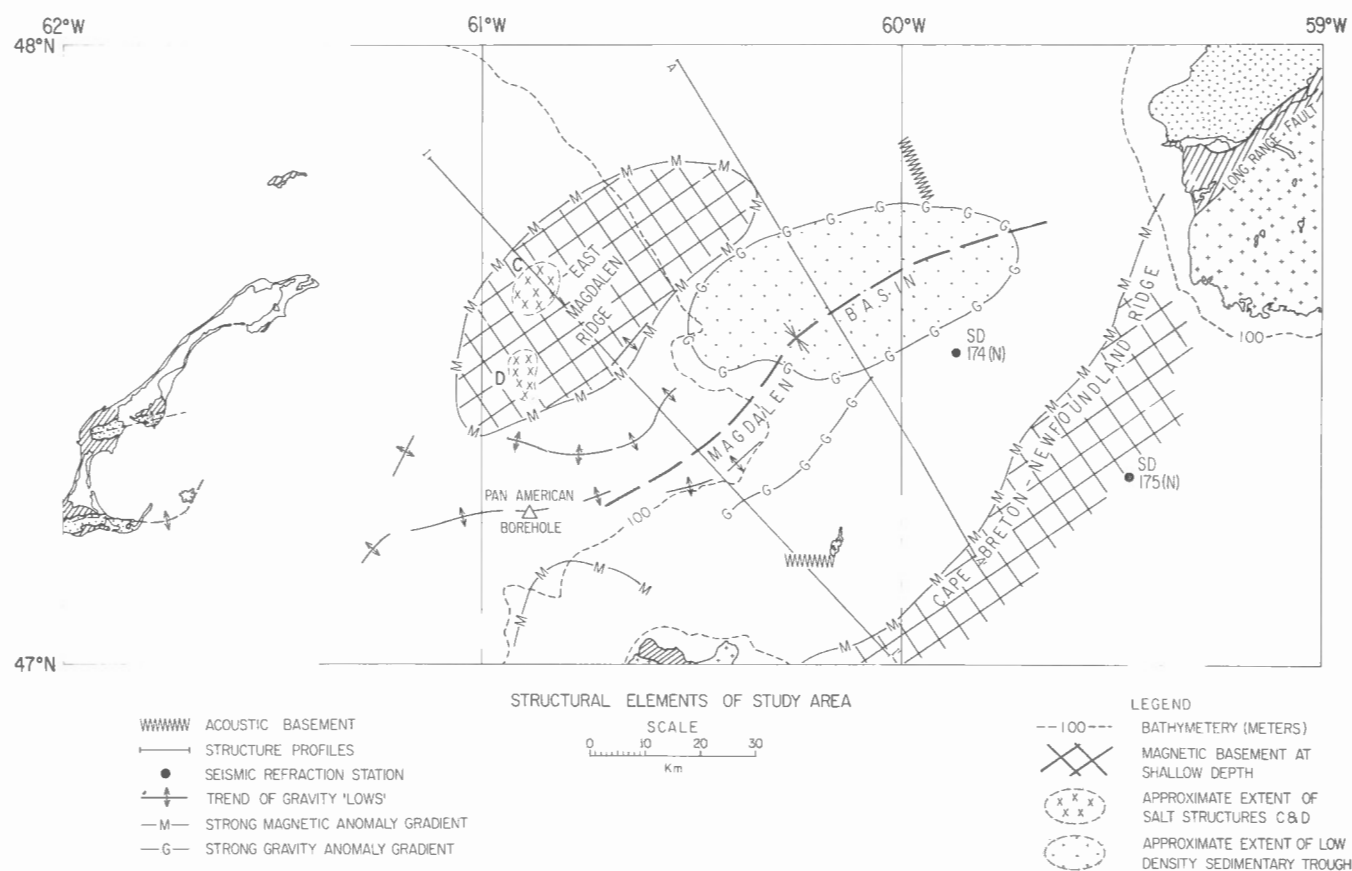 62°W 61°W 60°W 59°W
48°N
A
I
LONG RANGE FAULT
C
EAST
MAGDALEN
RIDGE
D
MAGDALEN BASIN
SD
174(N)
100
CAPE BRETON-NEWFOUNDLAND RIDGE
SD
175(N)
PAN AMERICAN
BOREHOLE
100
47°N
STRUCTURAL ELEMENTS OF STUDY AREA
SCALE
0 10 20 30
Km
ACOUSTIC BASEMENT
STRUCTURE PROFILES
SEISMIC REFRACTION STATION
TREND OF GRAVITY 'LOWS'
—M— STRONG MAGNETIC ANOMALY GRADIENT
—G— STRONG GRAVITY ANOMALY GRADIENT
LEGEND
--100--- BATHYMETERY (METERS)
MAGNETIC BASEMENT AT
SHALLOW DEPTH
APPROXIMATE EXTENT OF
SALT STRUCTURES C & D
APPROXIMATE EXTENT OF LOW
DENSITY SEDIMENTARY TROUGH